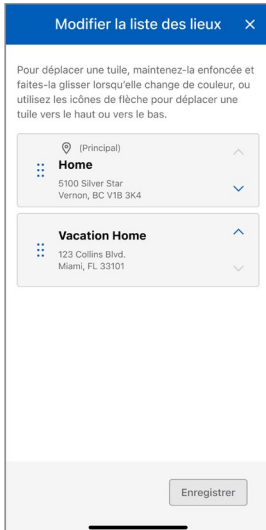 Modifier la liste des lieux
Pour déplacer une tuile, maintenez-la enfoncée et
faites-la glisser lorsqu'elle change de couleur, ou
utilisez les icônes de flèche pour déplacer une
tuile vers le haut ou vers le bas.
(Principal)
Home
5100 Silver Star
Vernon, BC V1B 3K4
Vacation Home
123 Collins Blvd.
Miami, FL 33101
Enregistrer